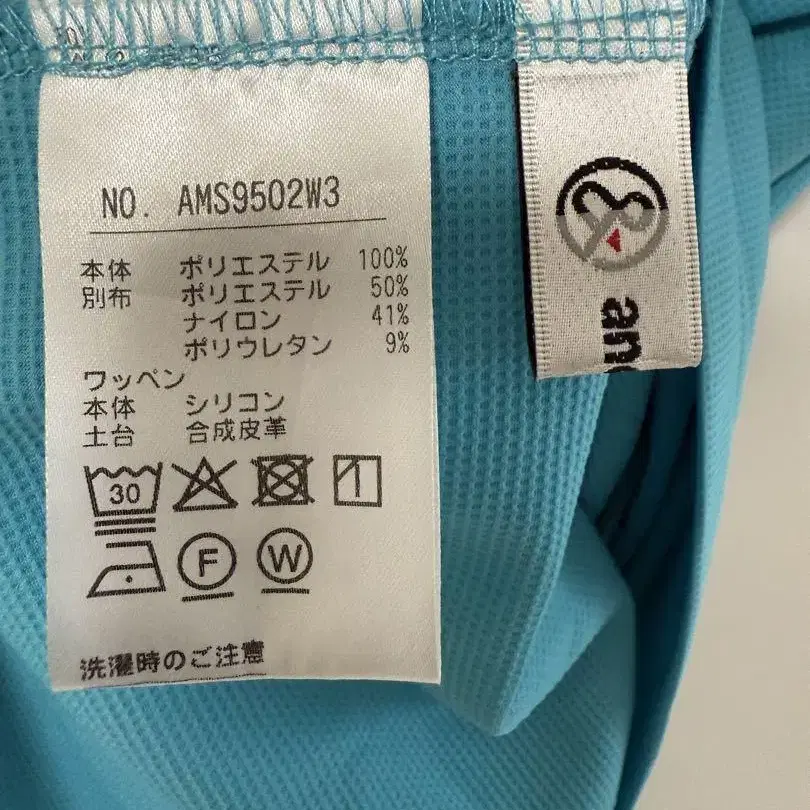 NO. AMS9502W3
本体 ポリエステル 100%
別布 ポリエステル 50%
ナイロン 41%
ポリウレタン 9%
ワッペン
本体 シリコン
土台 合成皮革
30
F W
洗濯時のご注意
and